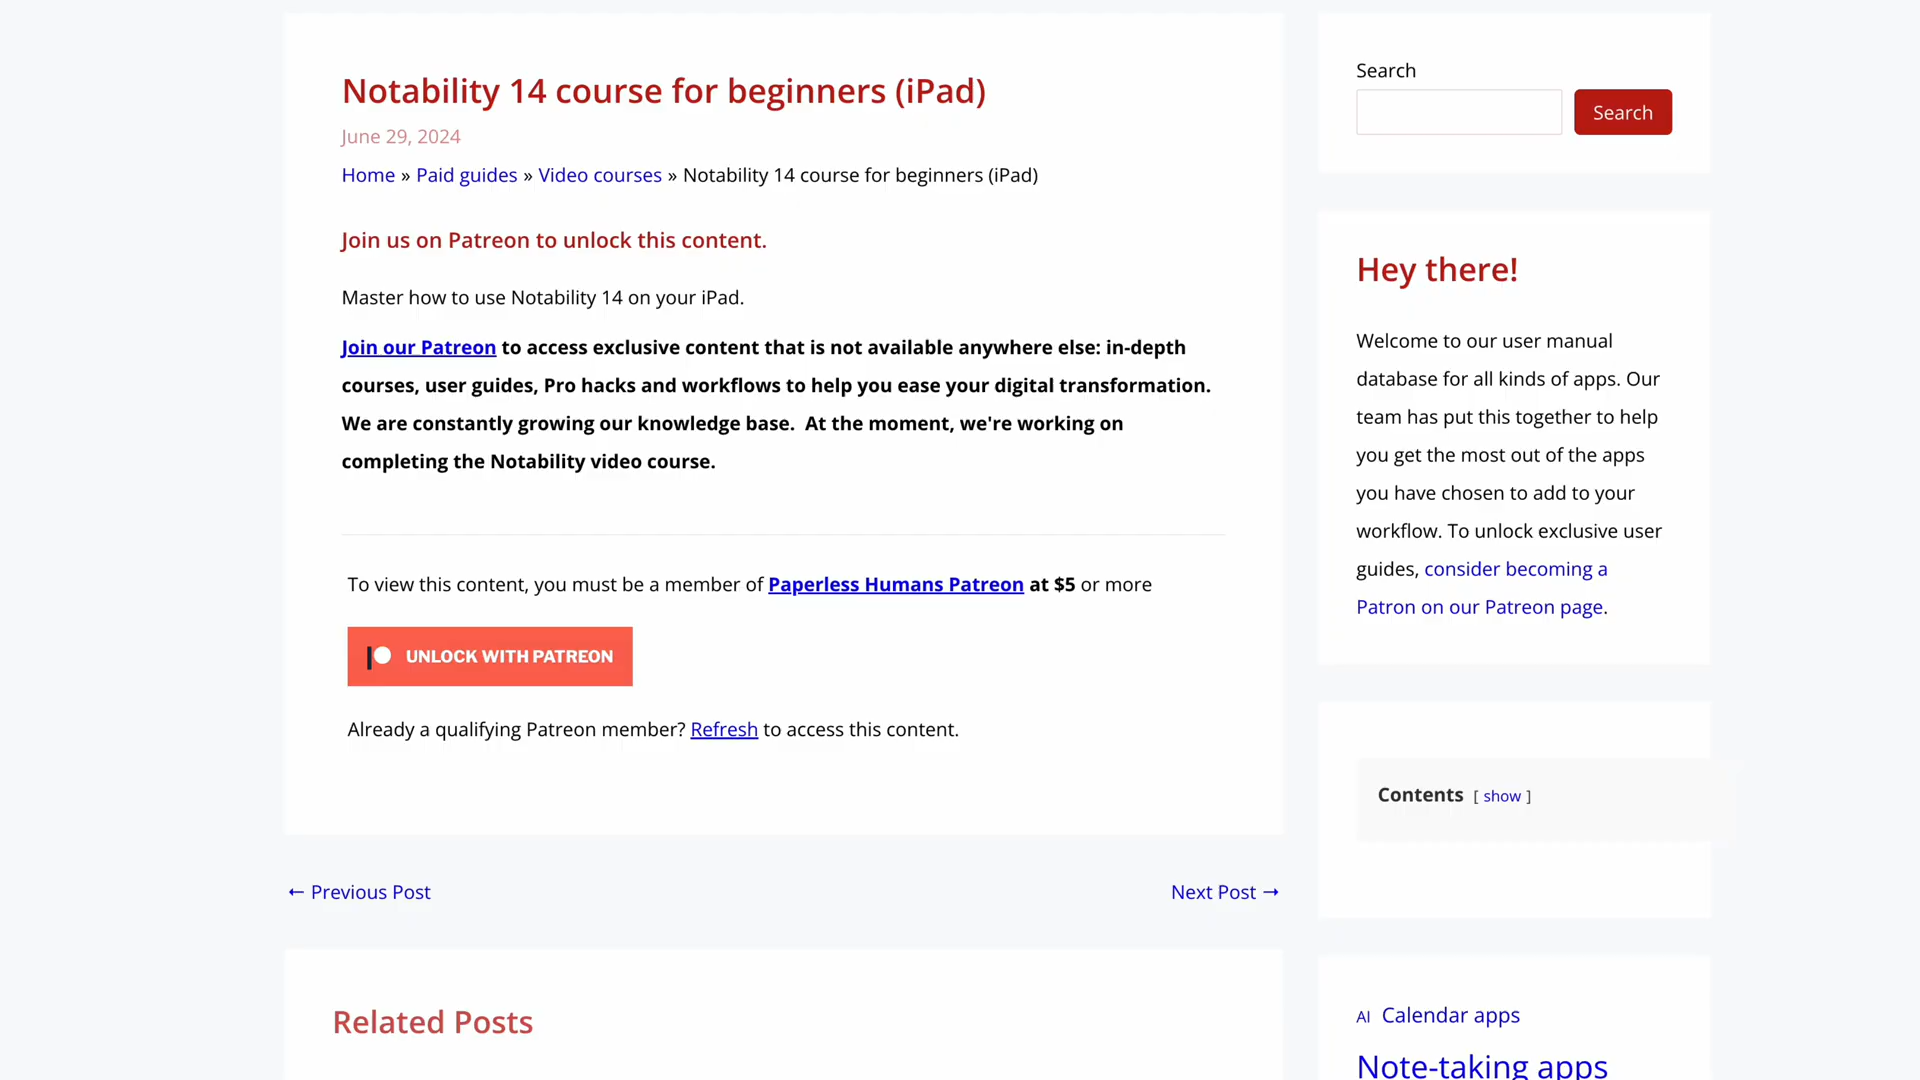 Notability 14 course for beginners (iPad)
June 29, 2024
Home » Paid guides » Video courses » Notability 14 course for beginners (iPad)
Join us on Patreon to unlock this content.
Master how to use Notability 14 on your iPad.
Join our Patreon to access exclusive content that is not available anywhere else: in-depth
courses, user guides, Pro hacks and workflows to help you ease your digital transformation.
We are constantly growing our knowledge base.  At the moment, we're working on
completing the Notability video course.
To view this content, you must be a member of Paperless Humans Patreon at $5 or more
UNLOCK WITH PATREON
Already a qualifying Patreon member? Refresh to access this content.
← Previous Post
Next Post →
Related Posts
Search
Search
Hey there!
Welcome to our user manual
database for all kinds of apps. Our
team has put this together to help
you get the most out of the apps
you have chosen to add to your
workflow. To unlock exclusive user
guides, consider becoming a
Patron on our Patreon page.
Contents [ show ]
AI Calendar apps
Note-taking apps